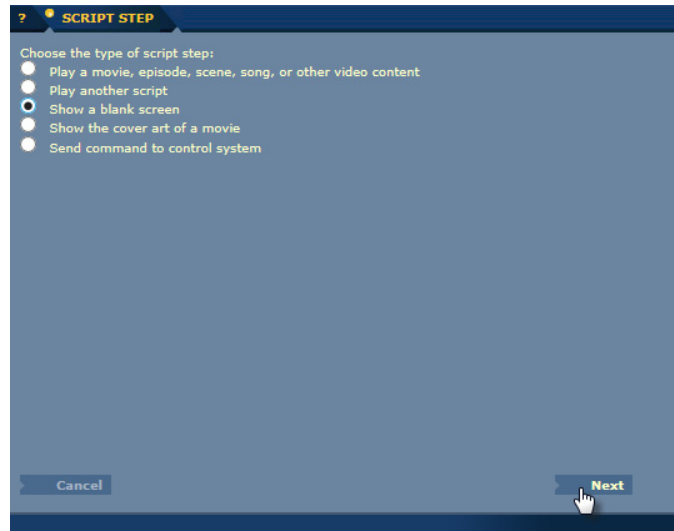 ? SCRIPT STEP
Choose the type of script step:
Play a movie, episode, scene, song, or other video content
Play another script
Show a blank screen
Show the cover art of a movie
Send command to control system
Cancel Next